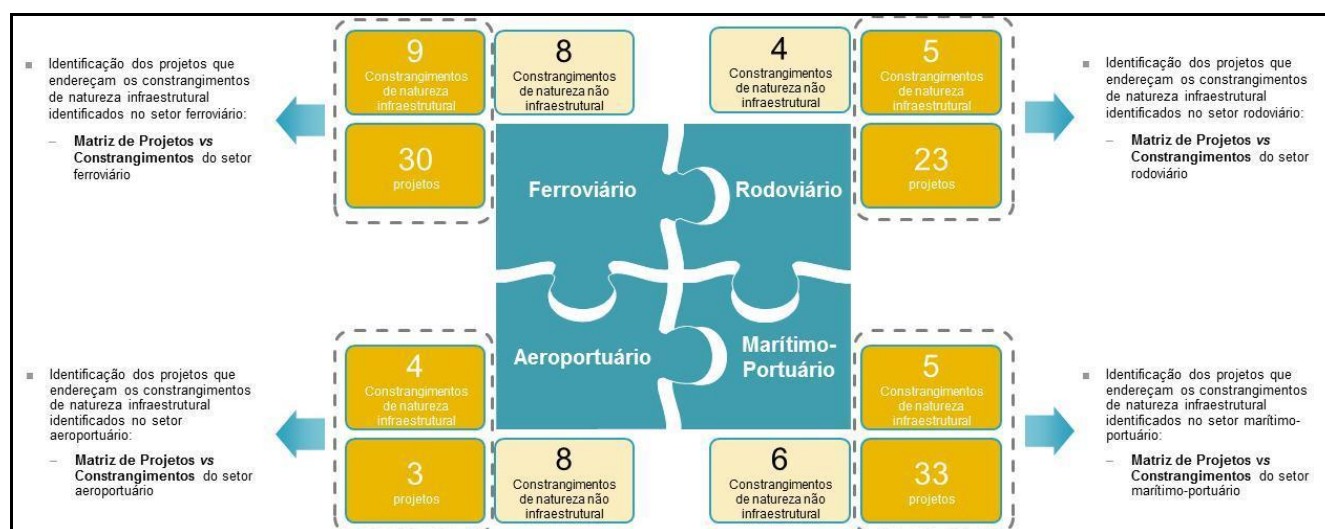 Identificação dos projetos que
endereçam os constrangimentos
de natureza infraestrutural
identificados no setor ferroviário:
Matriz de Projetos vs
Constrangimentos do setor
ferroviário
9
Constrangimentos
de natureza
infraestrutural
8
Constrangimentos
de natureza não
infraestrutural
30
projetos
4
Constrangimentos
de natureza não
infraestrutural
5
Constrangimentos
de natureza
infraestrutural
23
projetos
Identificação dos projetos que
endereçam os constrangimentos
de natureza infraestrutural
identificados no setor rodoviário:
Matriz de Projetos vs
Constrangimentos do setor
rodoviário
Ferroviário
Rodoviário
Aeroportuário
Marítimo-
Portuário
Identificação dos projetos que
endereçam os constrangimentos
de natureza infraestrutural
identificados no setor
aeroportuário:
Matriz de Projetos vs
Constrangimentos do setor
aeroportuário
4
Constrangimentos
de natureza
infraestrutural
3
projetos
8
Constrangimentos
de natureza não
infraestrutural
6
Constrangimentos
de natureza não
infraestrutural
5
Constrangimentos
de natureza
infraestrutural
33
projetos
Identificação dos projetos que
endereçam os constrangimentos
de natureza infraestrutural
identificados no setor marítimo-
portuário:
Matriz de Projetos vs
Constrangimentos do setor
marítimo-portuário